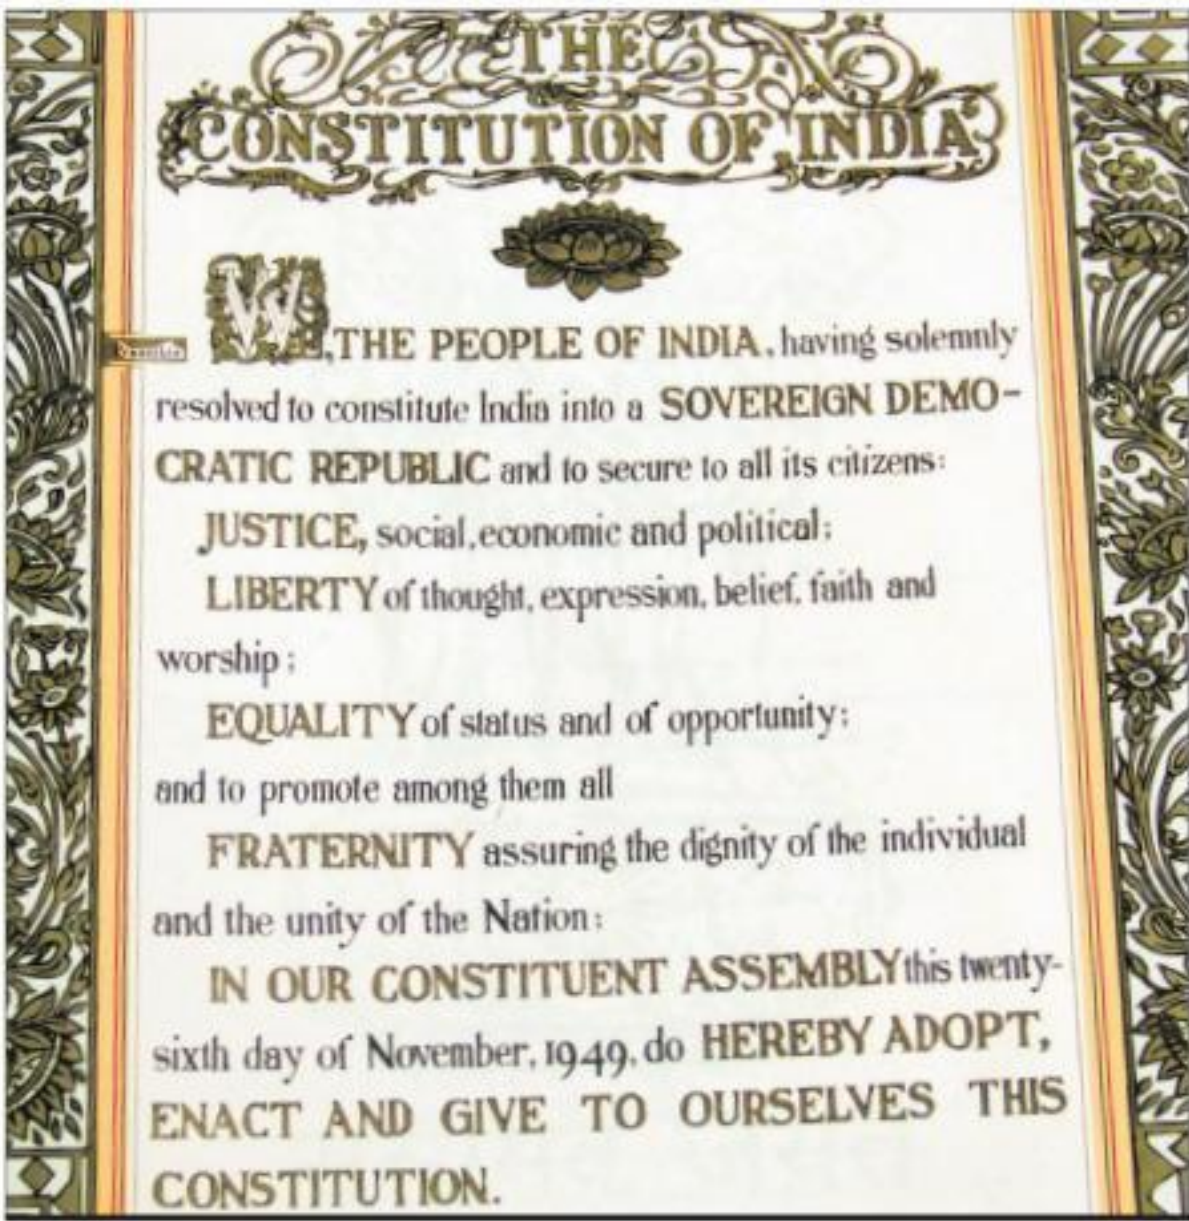 THE
CONSTITUTION OF INDIA
WE, THE PEOPLE OF INDIA, having solemnly
resolved to constitute India into a SOVEREIGN DEMO-
CRATIC REPUBLIC and to secure to all its citizens:
JUSTICE, social, economic and political;
LIBERTY of thought, expression, belief, faith and
worship;
EQUALITY of status and of opportunity;
and to promote among them all
FRATERNITY assuring the dignity of the individual
and the unity of the Nation;
IN OUR CONSTITUENT ASSEMBLY this twenty-
sixth day of November, 1949, do HEREBY ADOPT,
ENACT AND GIVE TO OURSELVES THIS
CONSTITUTION.